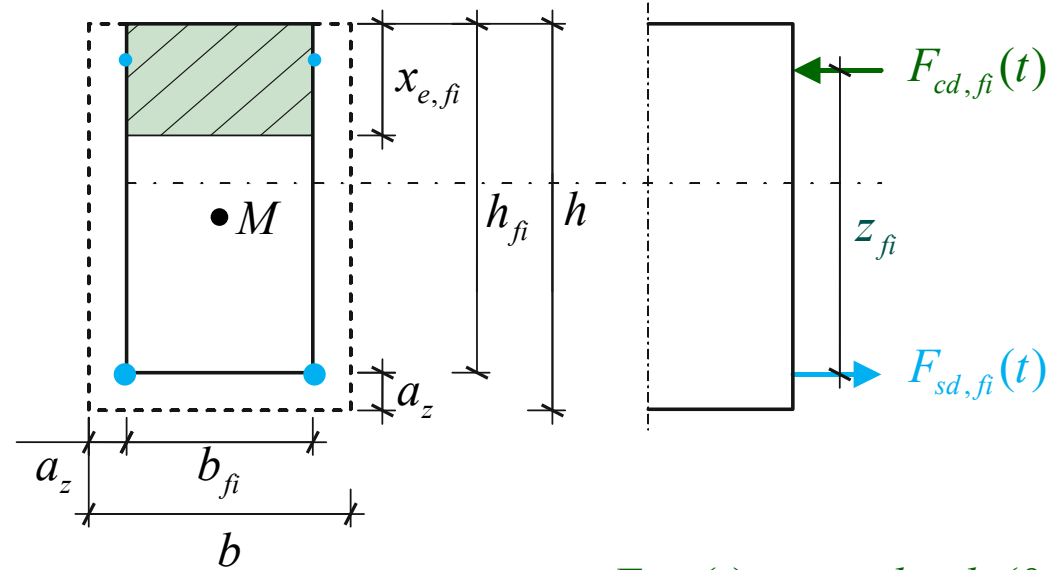 x_{e,fi}
F_{cd,fi}(t)
M
h_{fi}
h
z_{fi}
a_z
F_{sd,fi}(t)
a_z
b_{fi}
b